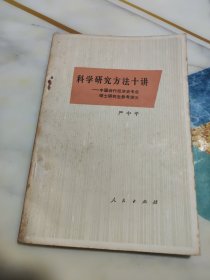 科学研究方法十讲
——中国近代经济史专业
硕士研究生参考讲义
严中平
人民出版社